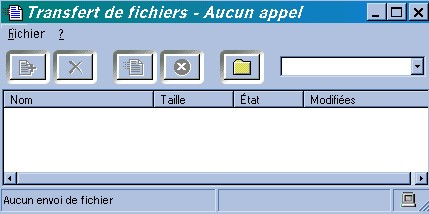 Transfert de fichiers - Aucun appel
Fichier ?
Nom Taille État Modifiées
Aucun envoi de fichier